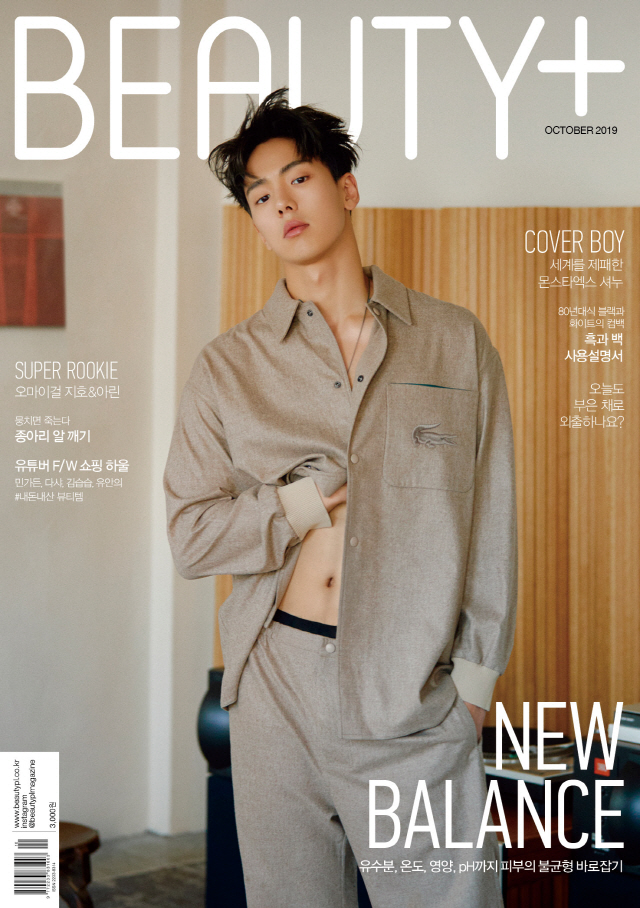 BEAUTY+
OCTOBER 2019
COVER BOY
세계를 제패한
몬스타엑스 셔누
80년대식 블랙과
화이트의 컴백
흑과 백
사용설명서
오늘도
부은 채로
외출하나요?
SUPER ROOKIE
오마이걸 지호&아린
뭉치면 죽는다
종아리 알 깨기
유튜버 F/W 쇼핑 하울
민가든, 다샤, 김습습, 유안의
#내돈내산 뷰티템
NEW
BALANCE
유수분, 온도, 영양, pH까지 피부의 불균형 바로잡기
www.beautypl.co.kr
instagram
@beautyplmagazine
3,000원